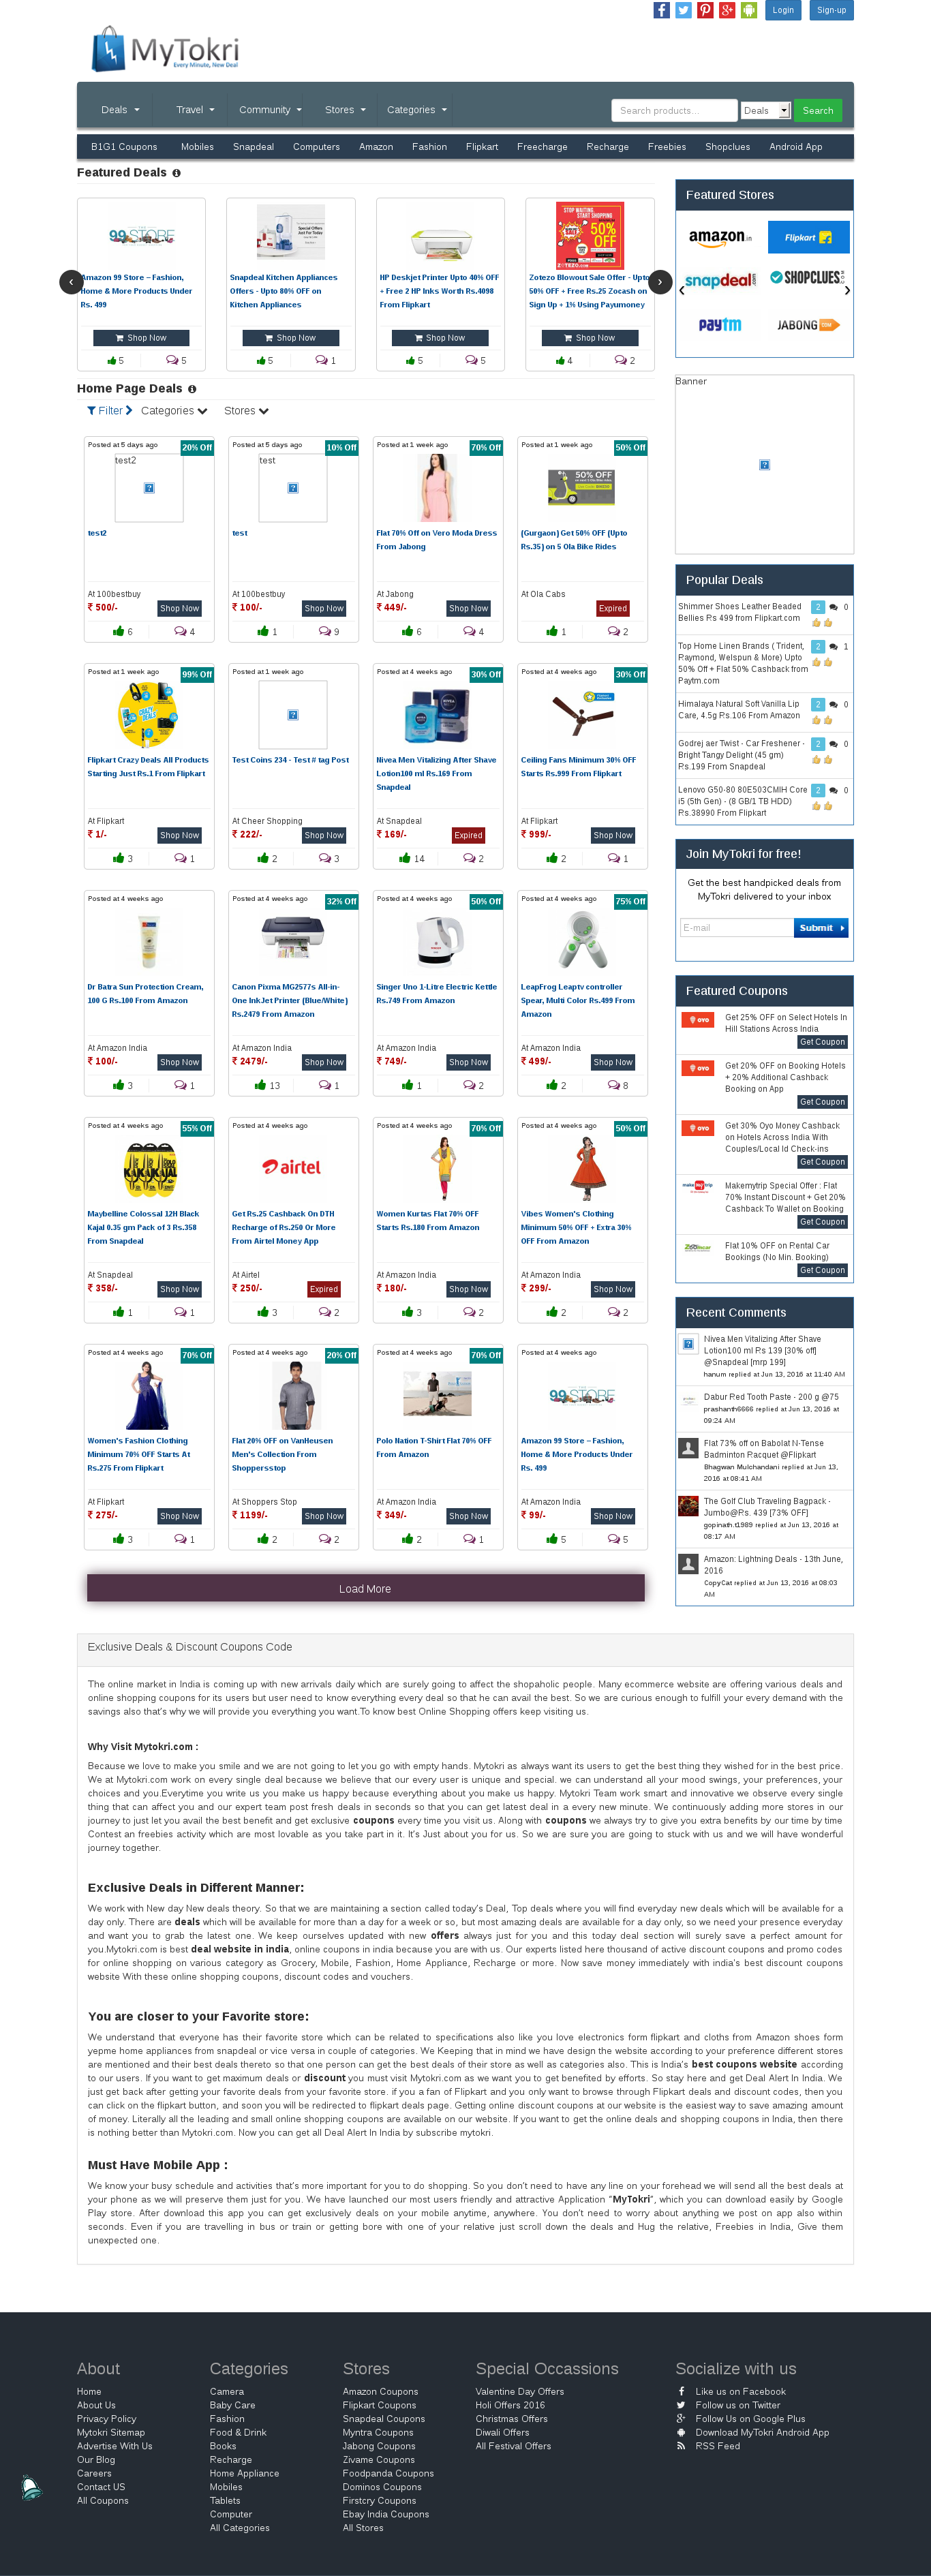 Login Sign-up
MyTokri
Every Minute, New Deal
Deals Travel Community Stores Categories Search products... Deals Search
B1G1 Coupons Mobiles Snapdeal Computers Amazon Fashion Flipkart Freecharge Recharge Freebies Shopclues Android App
Featured Deals
Amazon 99 Store – Fashion, Home & More Products Under Rs. 499
Shop Now
5 5
Snapdeal Kitchen Appliances Offers - Upto 80% OFF on Kitchen Appliances
Shop Now
5 1
HP Deskjet Printer Upto 40% OFF + Free 2 HP Inks Worth Rs.4098 From Flipkart
Shop Now
5 5
Zotezo Blowout Sale Offer - Upto 50% OFF + Free Rs.25 Zocash on Sign Up + 1% Using Payumoney
Shop Now
4 2
Home Page Deals
Filter Categories Stores
Posted at 5 days ago 20% Off
test2
test2
At 100bestbuy
₹ 500/- Shop Now
6 4
Posted at 5 days ago 10% Off
test
test
At 100bestbuy
₹ 100/- Shop Now
1 9
Posted at 1 week ago 70% Off
Flat 70% Off on Vero Moda Dress From Jabong
At Jabong
₹ 449/- Shop Now
6 4
Posted at 1 week ago 50% Off
(Gurgaon) Get 50% OFF (Upto Rs.35) on 5 Ola Bike Rides
At Ola Cabs
Expired
1 2
Posted at 1 week ago 99% Off
Flipkart Crazy Deals All Products Starting Just Rs.1 From Flipkart
At Flipkart
₹ 1/- Shop Now
3 1
Posted at 1 week ago
Test Coins 234 - Test # tag Post
At Cheer Shopping
₹ 222/- Shop Now
2 3
Posted at 4 weeks ago 30% Off
Nivea Men Vitalizing After Shave Lotion100 ml Rs.169 From Snapdeal
At Snapdeal
₹ 169/- Expired
14 2
Posted at 4 weeks ago 30% Off
Ceiling Fans Minimum 30% OFF Starts Rs.999 From Flipkart
At Flipkart
₹ 999/- Shop Now
2 1
Posted at 4 weeks ago
Dr Batra Sun Protection Cream, 100 G Rs.100 From Amazon
At Amazon India
₹ 100/- Shop Now
3 1
Posted at 4 weeks ago 32% Off
Canon Pixma MG2577s All-in-One InkJet Printer (Blue/White) Rs.2479 From Amazon
At Amazon India
₹ 2479/- Shop Now
13 1
Posted at 4 weeks ago 50% Off
Singer Uno 1-Litre Electric Kettle Rs.749 From Amazon
At Amazon India
₹ 749/- Shop Now
1 2
Posted at 4 weeks ago 75% Off
LeapFrog Leaptv controller Spear, Multi Color Rs.499 From Amazon
At Amazon India
₹ 499/- Shop Now
2 8
Posted at 4 weeks ago 55% Off
Maybelline Colossal 12H Black Kajal 0.35 gm Pack of 3 Rs.358 From Snapdeal
At Snapdeal
₹ 358/- Shop Now
1 1
Posted at 4 weeks ago
airtel
Get Rs.25 Cashback On DTH Recharge of Rs.250 Or More From Airtel Money App
At Airtel
₹ 250/- Expired
3 2
Posted at 4 weeks ago 70% Off
Women Kurtas Flat 70% OFF Starts Rs.180 From Amazon
At Amazon India
₹ 180/- Shop Now
3 2
Posted at 4 weeks ago 50% Off
Vibes Women's Clothing Minimum 50% OFF + Extra 30% OFF From Amazon
At Amazon India
₹ 299/- Shop Now
2 2
Posted at 4 weeks ago 70% Off
Women's Fashion Clothing Minimum 70% OFF Starts At Rs.275 From Flipkart
At Flipkart
₹ 275/- Shop Now
3 1
Posted at 4 weeks ago 20% Off
Flat 20% OFF on VanHeusen Men's Collection From Shoppersstop
At Shoppers Stop
₹ 1199/- Shop Now
2 2
Posted at 4 weeks ago 70% Off
Polo Nation T-Shirt Flat 70% OFF From Amazon
At Amazon India
₹ 349/- Shop Now
2 1
Posted at 4 weeks ago
Amazon 99 Store – Fashion, Home & More Products Under Rs. 499
At Amazon India
₹ 99/- Shop Now
5 5
Load More
Featured Stores
amazon.in Flipkart
snapdeal SHOPCLUES
paytm JABONG
Banner
Popular Deals
Shimmer Shoes Leather Beaded Bellies Rs 499 from Flipkart.com 2 0
Top Home Linen Brands ( Trident, Raymond, Welspun & More) Upto 50% Off + Flat 50% Cashback from Paytm.com 2 1
Himalaya Natural Soft Vanilla Lip Care, 4.5g Rs.106 From Amazon 2 0
Godrej aer Twist - Car Freshener - Bright Tangy Delight (45 gm) Rs.199 From Snapdeal 2 0
Lenovo G50-80 80E503CMIH Core i5 (5th Gen) - (8 GB/1 TB HDD) Rs.38990 From Flipkart 2 0
Join MyTokri for free!
Get the best handpicked deals from MyTokri delivered to your inbox
E-mail Submit
Featured Coupons
Get 25% OFF on Select Hotels In Hill Stations Across India
Get Coupon
Get 20% OFF on Booking Hotels + 20% Additional Cashback Booking on App
Get Coupon
Get 30% Oyo Money Cashback on Hotels Across India With Couples/Local Id Check-ins
Get Coupon
Makemytrip Special Offer : Flat 70% Instant Discount + Get 20% Cashback To Wallet on Booking
Get Coupon
Flat 10% OFF on Rental Car Bookings (No Min. Booking)
Get Coupon
Recent Comments
Nivea Men Vitalizing After Shave Lotion100 ml Rs 139 [30% off] @Snapdeal [mrp 199]
hanum replied at Jun 13, 2016 at 11:40 AM
Dabur Red Tooth Paste - 200 g @75
prashanth6666 replied at Jun 13, 2016 at 09:24 AM
Flat 73% off on Babolat N-Tense Badminton Racquet @Flipkart
Bhagwan Mulchandani replied at Jun 13, 2016 at 08:41 AM
The Golf Club Traveling Bagpack - Jumbo@Rs. 439 [73% OFF]
gopinath.t1989 replied at Jun 13, 2016 at 08:17 AM
Amazon: Lightning Deals - 13th June, 2016
CopyCat replied at Jun 13, 2016 at 08:03 AM
Exclusive Deals & Discount Coupons Code
The online market in India is coming up with new arrivals daily which are surely going to affect the shopaholic people. Many ecommerce website are offering various deals and online shopping coupons for its users but user need to know everything every deal so that he can avail the best. So we are curious enough to fulfill your every demand with the savings also that's why we will provide you everything you want.To know best Online Shopping offers keep visiting us.
Why Visit Mytokri.com :
Because we love to make you smile and we are not going to let you go with empty hands. Mytokri as always want its users to get the best thing they wished for in the best price. We at Mytokri.com work on every single deal because we believe that our every user is unique and special. we can understand all your mood swings, your preferences, your choices and you.Everytime you write us you make us happy because everything about you make us happy. Mytokri Team work smart and innovative we observe every single thing that can affect you and our expert team post fresh deals in seconds so that you can get latest deal in a every new minute. We continuously adding more stores in our journey to just let you avail the best benefit and get exclusive coupons every time you visit us. Along with coupons we always try to give you extra benefits by our time by time Contest an freebies activity which are most lovable as you take part in it. It's Just about you for us. So we are sure you are going to stuck with us and we will have wonderful journey together.
Exclusive Deals in Different Manner:
We work with New day New deals theory. So that we are maintaining a section called today's Deal, Top deals where you will find everyday new deals which will be available for a day only. There are deals which will be available for more than a day for a week or so, but most amazing deals are available for a day only, so we need your presence everyday and want you to grab the latest one. We keep ourselves updated with new offers always just for you and this today deal section will surely save a perfect amount for you.Mytokri.com is best deal website in india, online coupons in india because you are with us. Our experts listed here thousand of active discount coupons and promo codes for online shopping on various category as Grocery, Mobile, Fashion, Home Appliance, Recharge or more. Now save money immediately with india's best discount coupons website With these online shopping coupons, discount codes and vouchers.
You are closer to your Favorite store:
We understand that everyone has their favorite store which can be related to specifications also like you love electronics form flipkart and cloths from Amazon shoes form yepme home appliances from snapdeal or vice versa in couple of categories. We Keeping that in mind we have design the website according to your preference different stores are mentioned and their best deals thereto so that one person can get the best deals of their store as well as categories also. This is India's best coupons website according to our users. If you want to get maximum deals or discount you must visit Mytokri.com as we want you to get benefited by efforts. So stay here and get Deal Alert In India. We just get back after getting your favorite deals from your favorite store. if you a fan of Flipkart and you only want to browse through Flipkart deals and discount codes, then you can click on the flipkart button, and soon you will be redirected to flipkart deals page. Getting online discount coupons at our website is the easiest way to save amazing amount of money. Literally all the leading and small online shopping coupons are available on our website. If you want to get the online deals and shopping coupons in India, then there is nothing better than Mytokri.com. Now you can get all Deal Alert In India by subscribe mytokri.
Must Have Mobile App :
We know your busy schedule and activities that's more important for you to do shopping. So you don't need to have any line on your forehead we will send all the best deals at your phone as we will preserve them just for you. We have launched our most users friendly and attractive Application "MyTokri", which you can download easily by Google Play store. After download this app you can get exclusively deals on your mobile anytime, anywhere. You don't need to worry about anything we post on app also within seconds. Even if you are travelling in bus or train or getting bore with one of your relative just scroll down the deals and Hug the relative, Freebies in India, Give them unexpected one.
About
Home
About Us
Privacy Policy
Mytokri Sitemap
Advertise With Us
Our Blog
Careers
Contact US
All Coupons
Categories
Camera
Baby Care
Fashion
Food & Drink
Books
Recharge
Home Appliance
Mobiles
Tablets
Computer
All Categories
Stores
Amazon Coupons
Flipkart Coupons
Snapdeal Coupons
Myntra Coupons
Jabong Coupons
Zivame Coupons
Foodpanda Coupons
Dominos Coupons
Firstcry Coupons
Ebay India Coupons
All Stores
Special Occassions
Valentine Day Offers
Holi Offers 2016
Christmas Offers
Diwali Offers
All Festival Offers
Socialize with us
Like us on Facebook
Follow us on Twitter
Follow Us on Google Plus
Download MyTokri Android App
RSS Feed